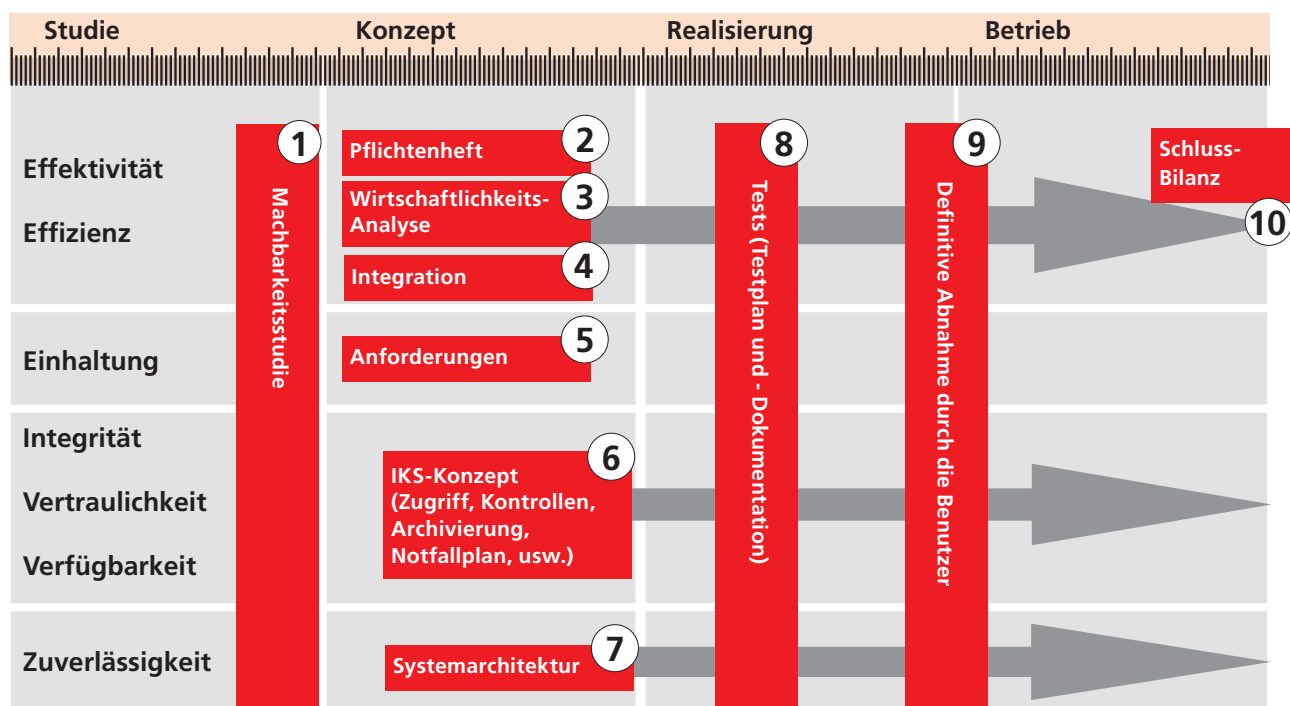 Studie
Konzept
Realisierung
Betrieb
Effektivität
Effizienz
Einhaltung
Integrität
Vertraulichkeit
Verfügbarkeit
Zuverlässigkeit
1
Machbarkeitsstudie
Pflichtenheft
2
Wirtschaftlichkeits-
Analyse
3
Integration
4
Anforderungen
5
IKS-Konzept
(Zugriff, Kontrollen,
Archivierung,
Notfallplan, usw.)
6
Systemarchitektur
7
8
Tests (Testplan und - Dokumentation)
9
Definitive Abnahme durch die Benutzer
Schluss-
Bilanz
10